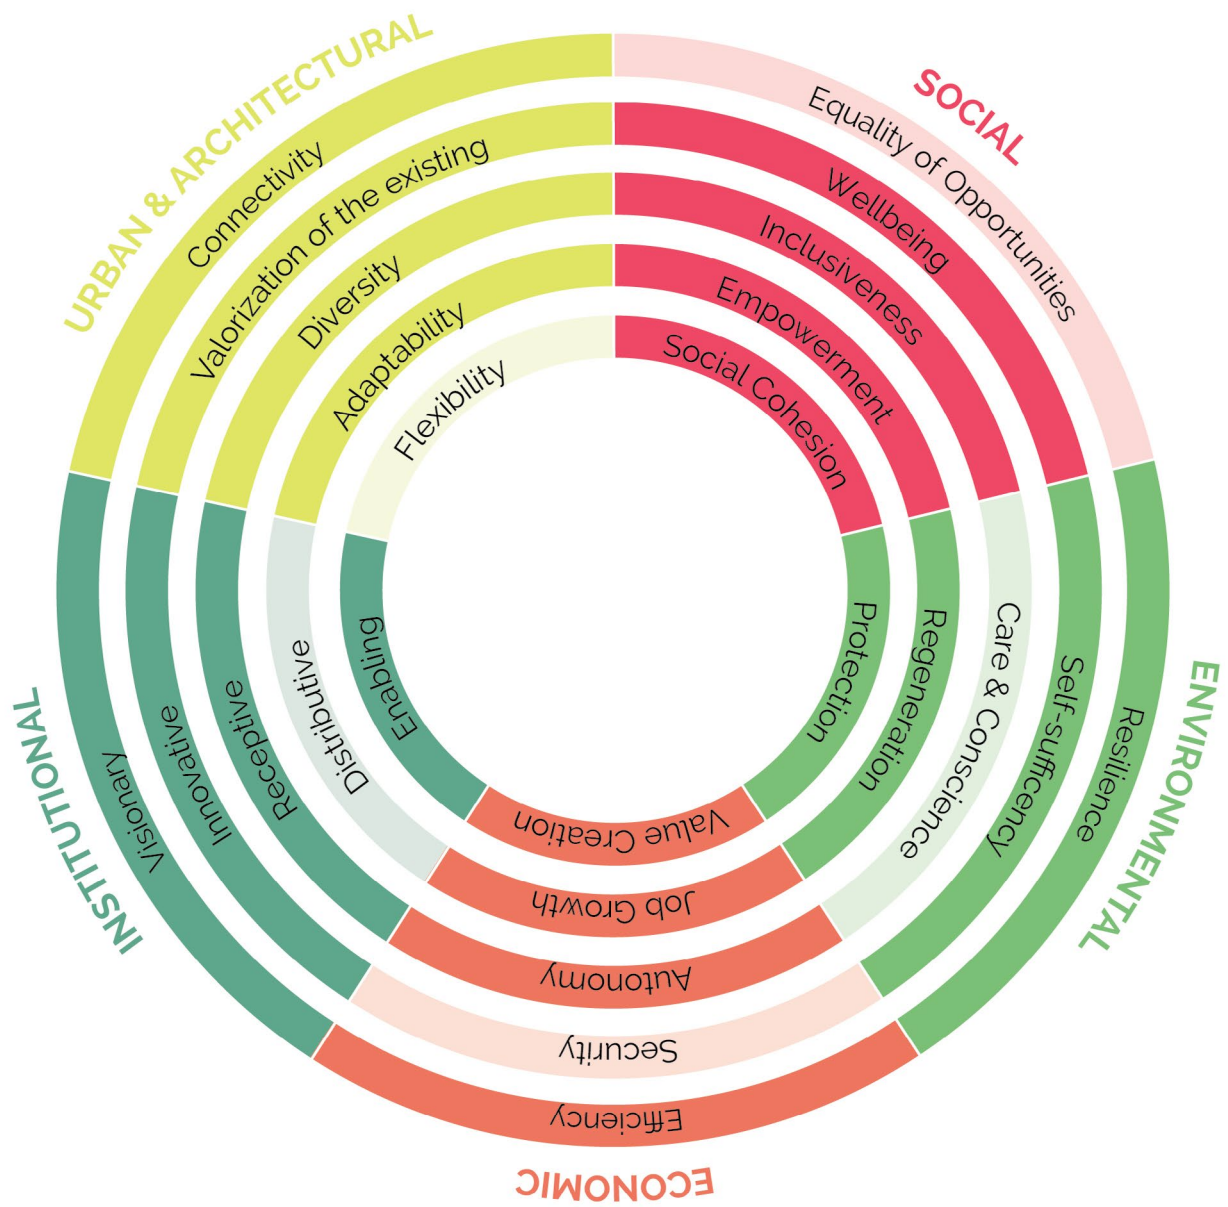 URBAN & ARCHITECTURAL
Connectivity
Valorization of the existing
Diversity
Adaptability
Flexibility
SOCIAL
Equality of Opportunities
Wellbeing
Inclusiveness
Empowerment
Social Cohesion
ENVIRONMENTAL
Resilience
Self-sufficency
Care & Conscience
Regeneration
Protection
ECONOMIC
Efficiency
Security
Autonomy
Job Growth
Value Creation
INSTITUTIONAL
Visionary
Innovative
Receptive
Distributive
Enabling